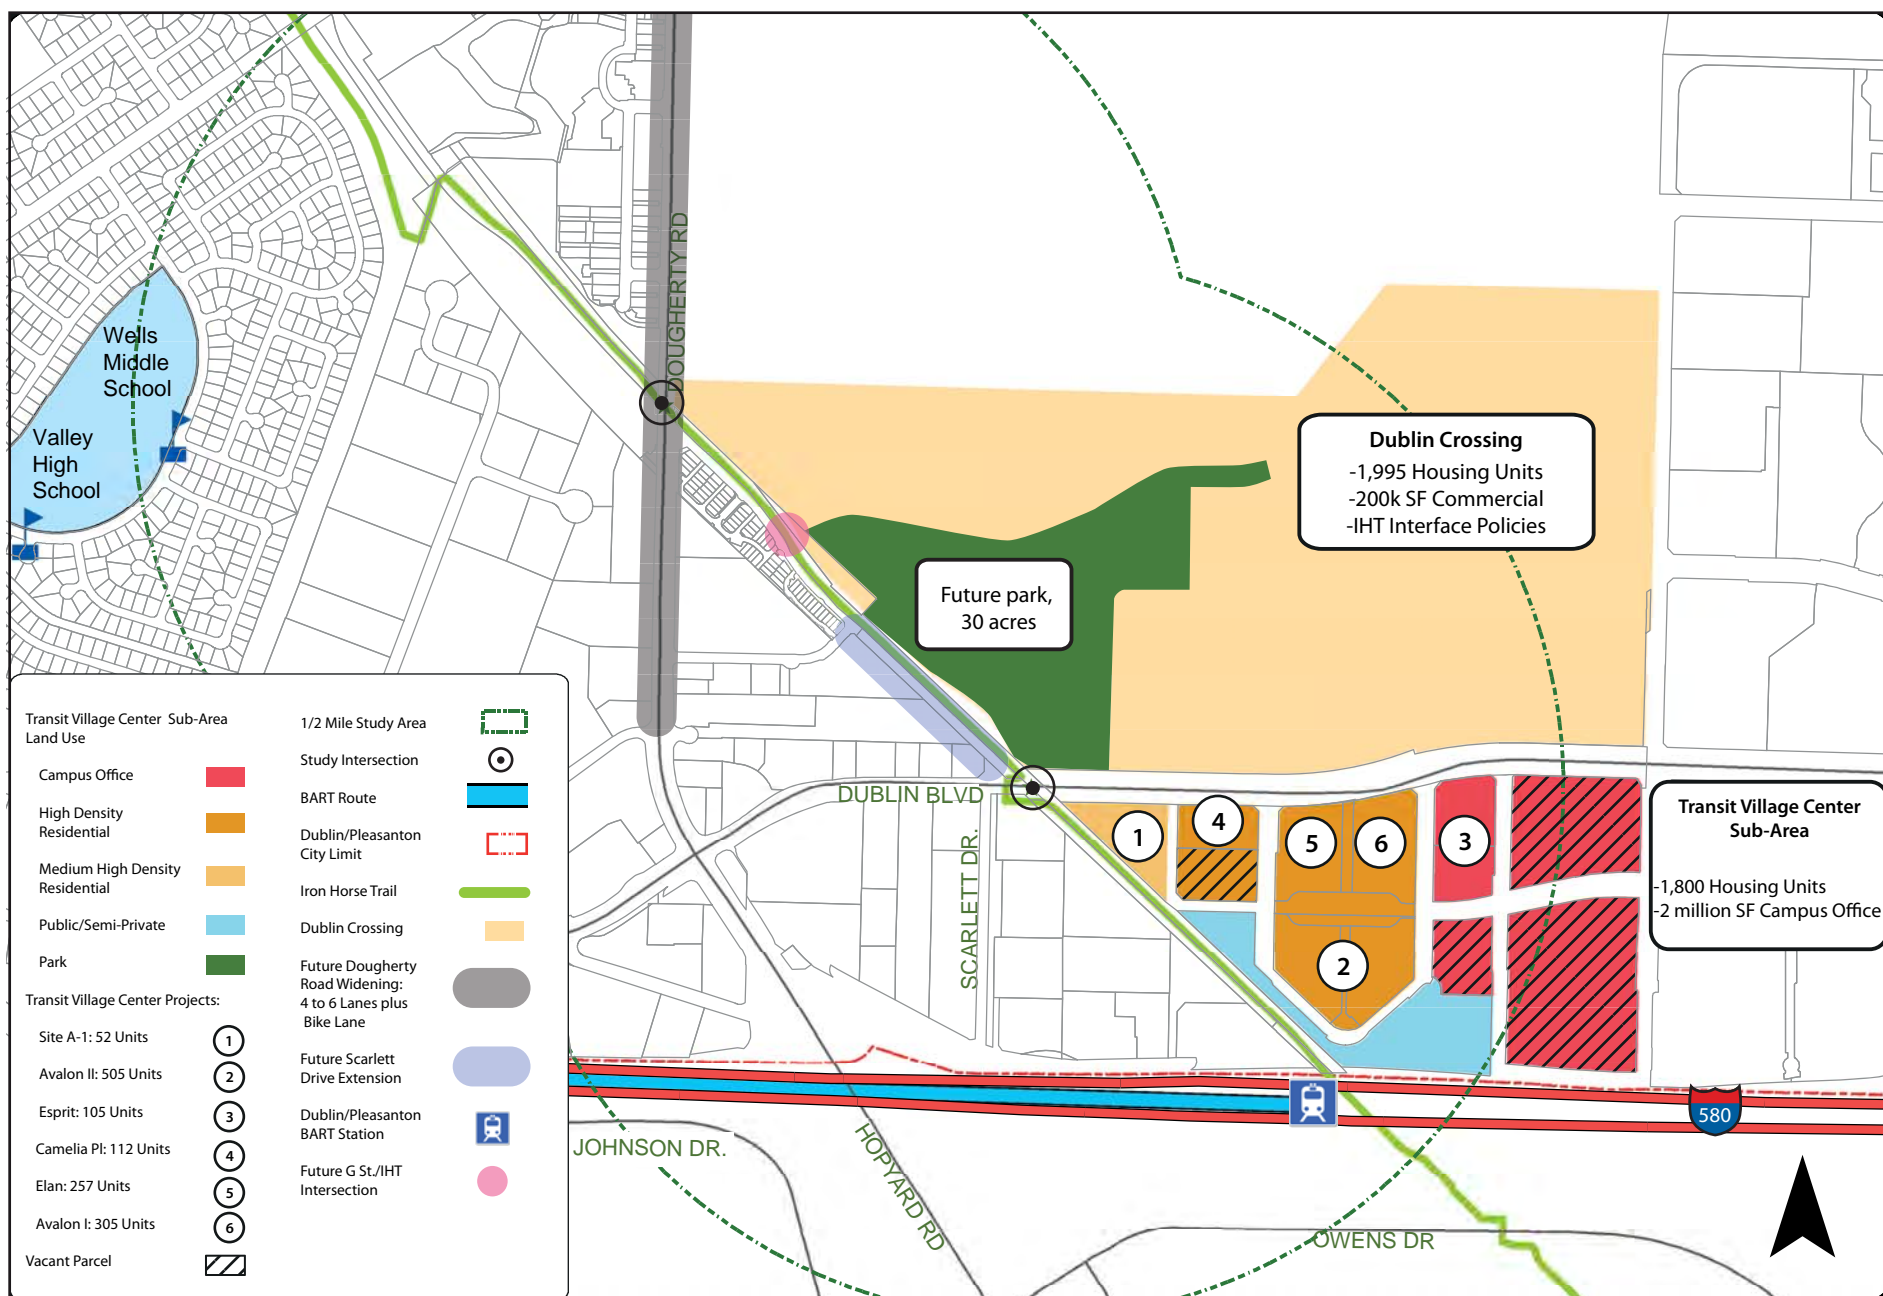 DOUGHERTY RD
Wells
Middle
School
Valley
High
School
Dublin Crossing
-1,995 Housing Units
-200k SF Commercial
-IHT Interface Policies
Future park,
30 acres
DUBLIN BLVD
SCARLETT DR.
1
4
5
6
3
2
Transit Village Center
Sub-Area
-1,800 Housing Units
-2 million SF Campus Office
580
JOHNSON DR.
HOPYARD RD
OWENS DR
Transit Village Center Sub-Area
Land Use
Campus Office
High Density
Residential
Medium High Density
Residential
Public/Semi-Private
Park
Transit Village Center Projects:
Site A-1: 52 Units
1
Avalon II: 505 Units
2
Esprit: 105 Units
3
Camelia Pl: 112 Units
4
Elan: 257 Units
5
Avalon I: 305 Units
6
Vacant Parcel
1/2 Mile Study Area
Study Intersection
BART Route
Dublin/Pleasanton
City Limit
Iron Horse Trail
Dublin Crossing
Future Dougherty
Road Widening:
4 to 6 Lanes plus
Bike Lane
Future Scarlett
Drive Extension
Dublin/Pleasanton
BART Station
Future G St./IHT
Intersection